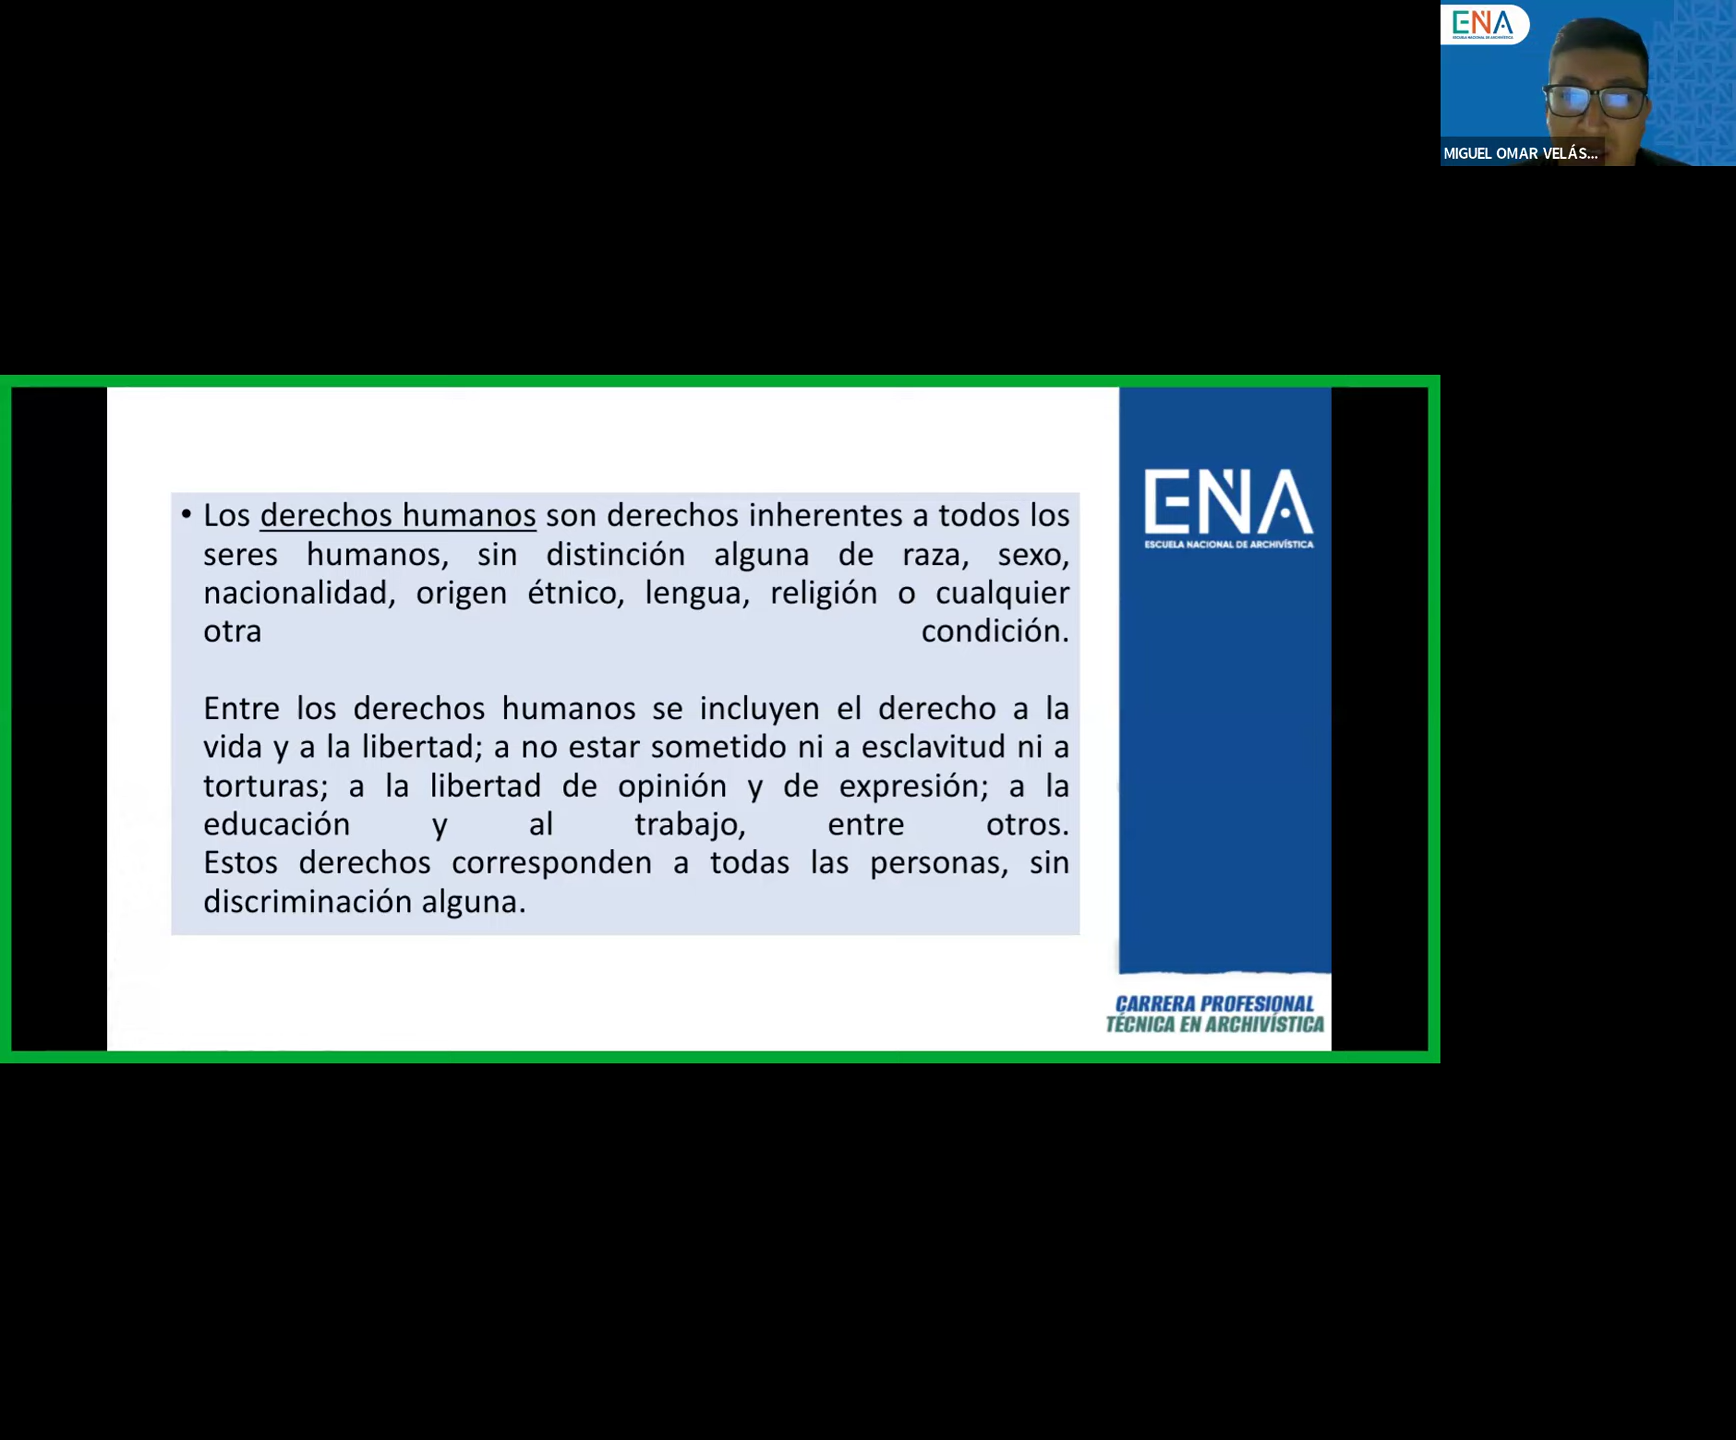 ENA
ESCUELA NACIONAL DE ARCHIVÍSTICA
MIGUEL OMAR VELÁS...
• Los derechos humanos son derechos inherentes a todos los
seres humanos, sin distinción alguna de raza, sexo,
nacionalidad, origen étnico, lengua, religión o cualquier
otra condición.
Entre los derechos humanos se incluyen el derecho a la
vida y a la libertad; a no estar sometido ni a esclavitud ni a
torturas; a la libertad de opinión y de expresión; a la
educación y al trabajo, entre otros.
Estos derechos corresponden a todas las personas, sin
discriminación alguna.
ENA
ESCUELA NACIONAL DE ARCHIVÍSTICA
CARRERA PROFESIONAL
TÉCNICA EN ARCHIVÍSTICA